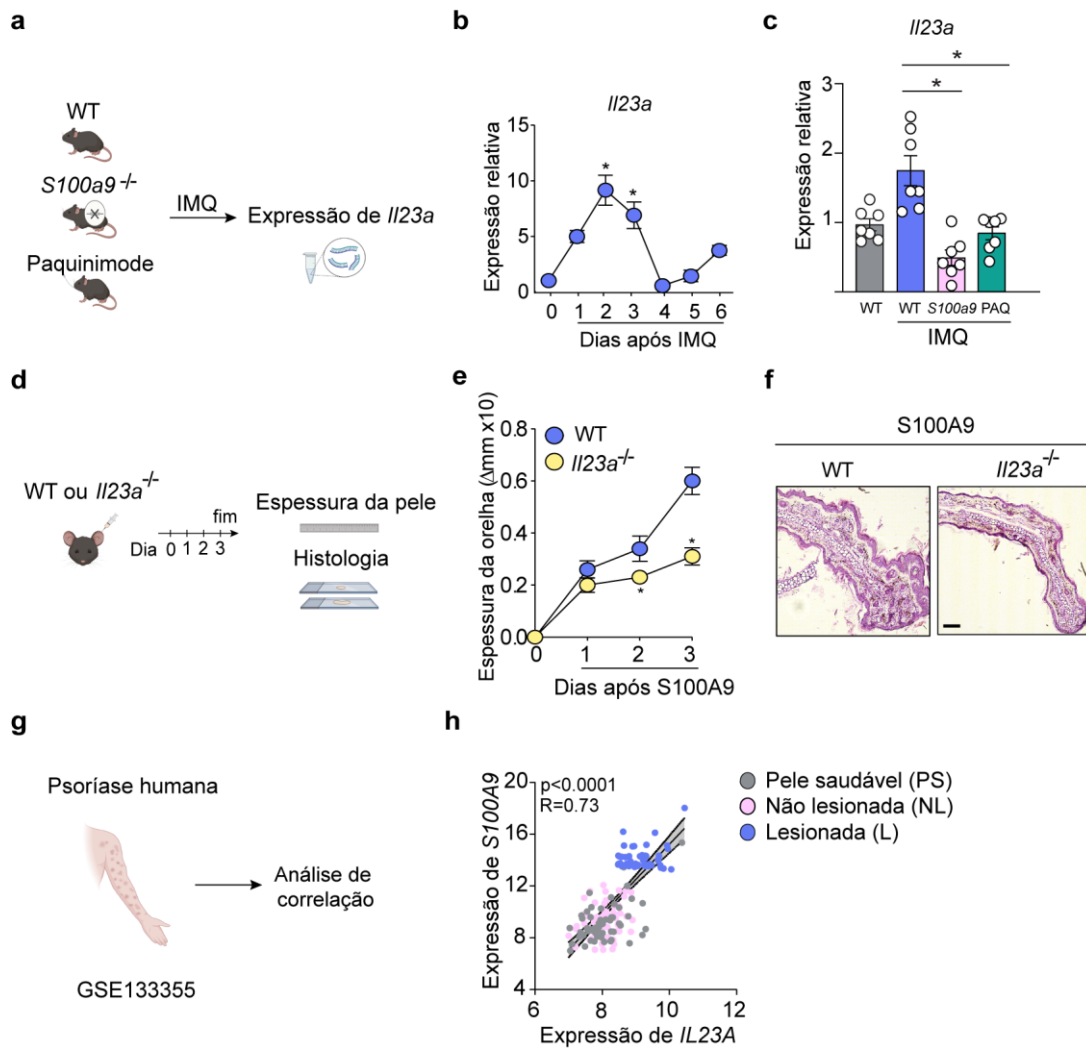 a
WT
S100a9 -/-
Paquinimode
IMQ
Expressão de Il23a
b
Il23a
Expressão relativa
15
10
5
0
0 1 2 3 4 5 6
Dias após IMQ
* *
c
Il23a
*
*
Expressão relativa
3
2
1
WT WT S100a9 PAQ
IMQ
d
WT ou Il23a-/-
Dia 0 1 2 3
fim
Espessura da pele
Histologia
e
Espessura da orelha (Δmm x10)
0.8
0.6
0.4
0.2
0.0
WT
Il23a-/-
* *
0 1 2 3
Dias após S100A9
f
S100A9
WT Il23a-/-
g
Psoríase humana
Análise de
correlação
GSE133355
h
Expressão de S100A9
20
16
12
8
4
p<0.0001
R=0.73
6 8 10 12
Expressão de IL23A
Pele saudável (PS)
Não lesionada (NL)
Lesionada (L)